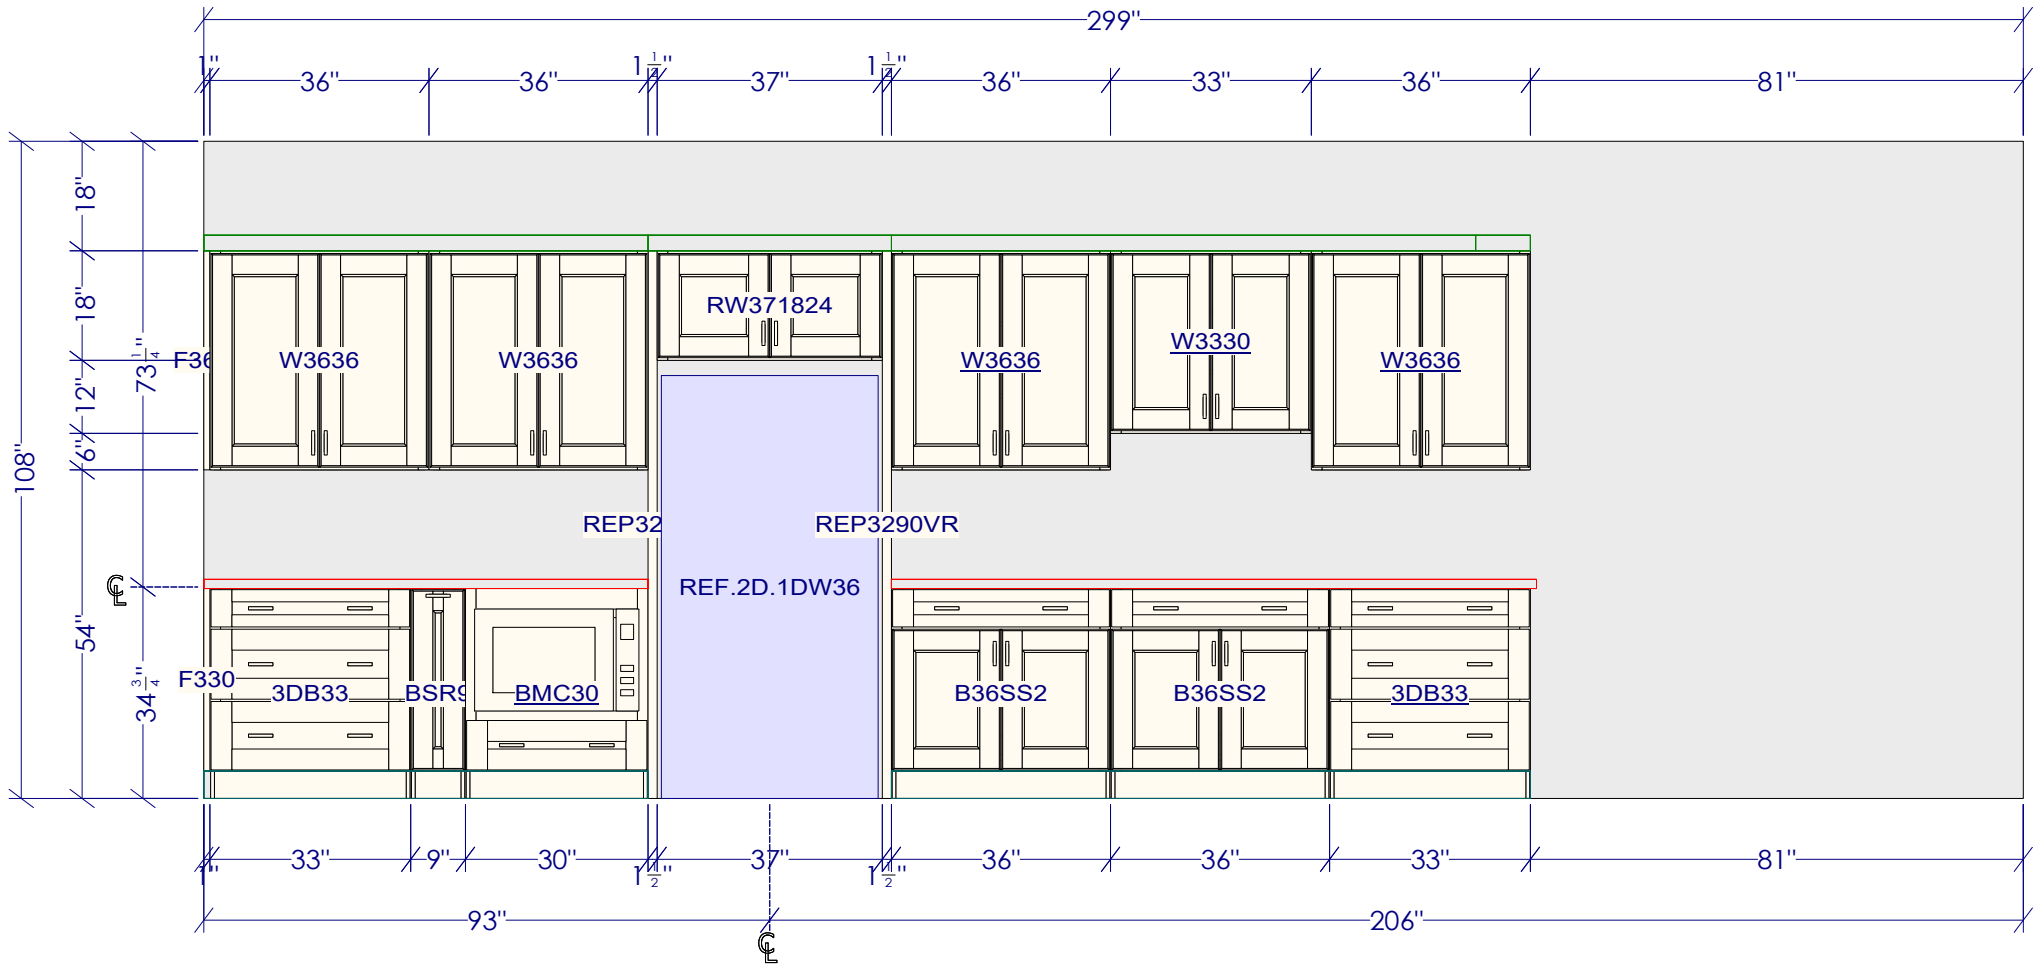 299"
1" 36" 36" 1 1/2" 37" 1 1/2" 36" 33" 36" 81"
108"
18"
18"
12"
6"
54"
73 1/4"
34 3/4"
RW371824
W3330
F36 W3636 W3636 W3636 W3636
REP32 REP3290VR
REF.2D.1DW36
F330 3DB33 BSR9 BMC30 B36SS2 B36SS2 3DB33
1" 33" 9" 30" 1 1/2" 37" 1 1/2" 36" 36" 33" 81"
93" 206"